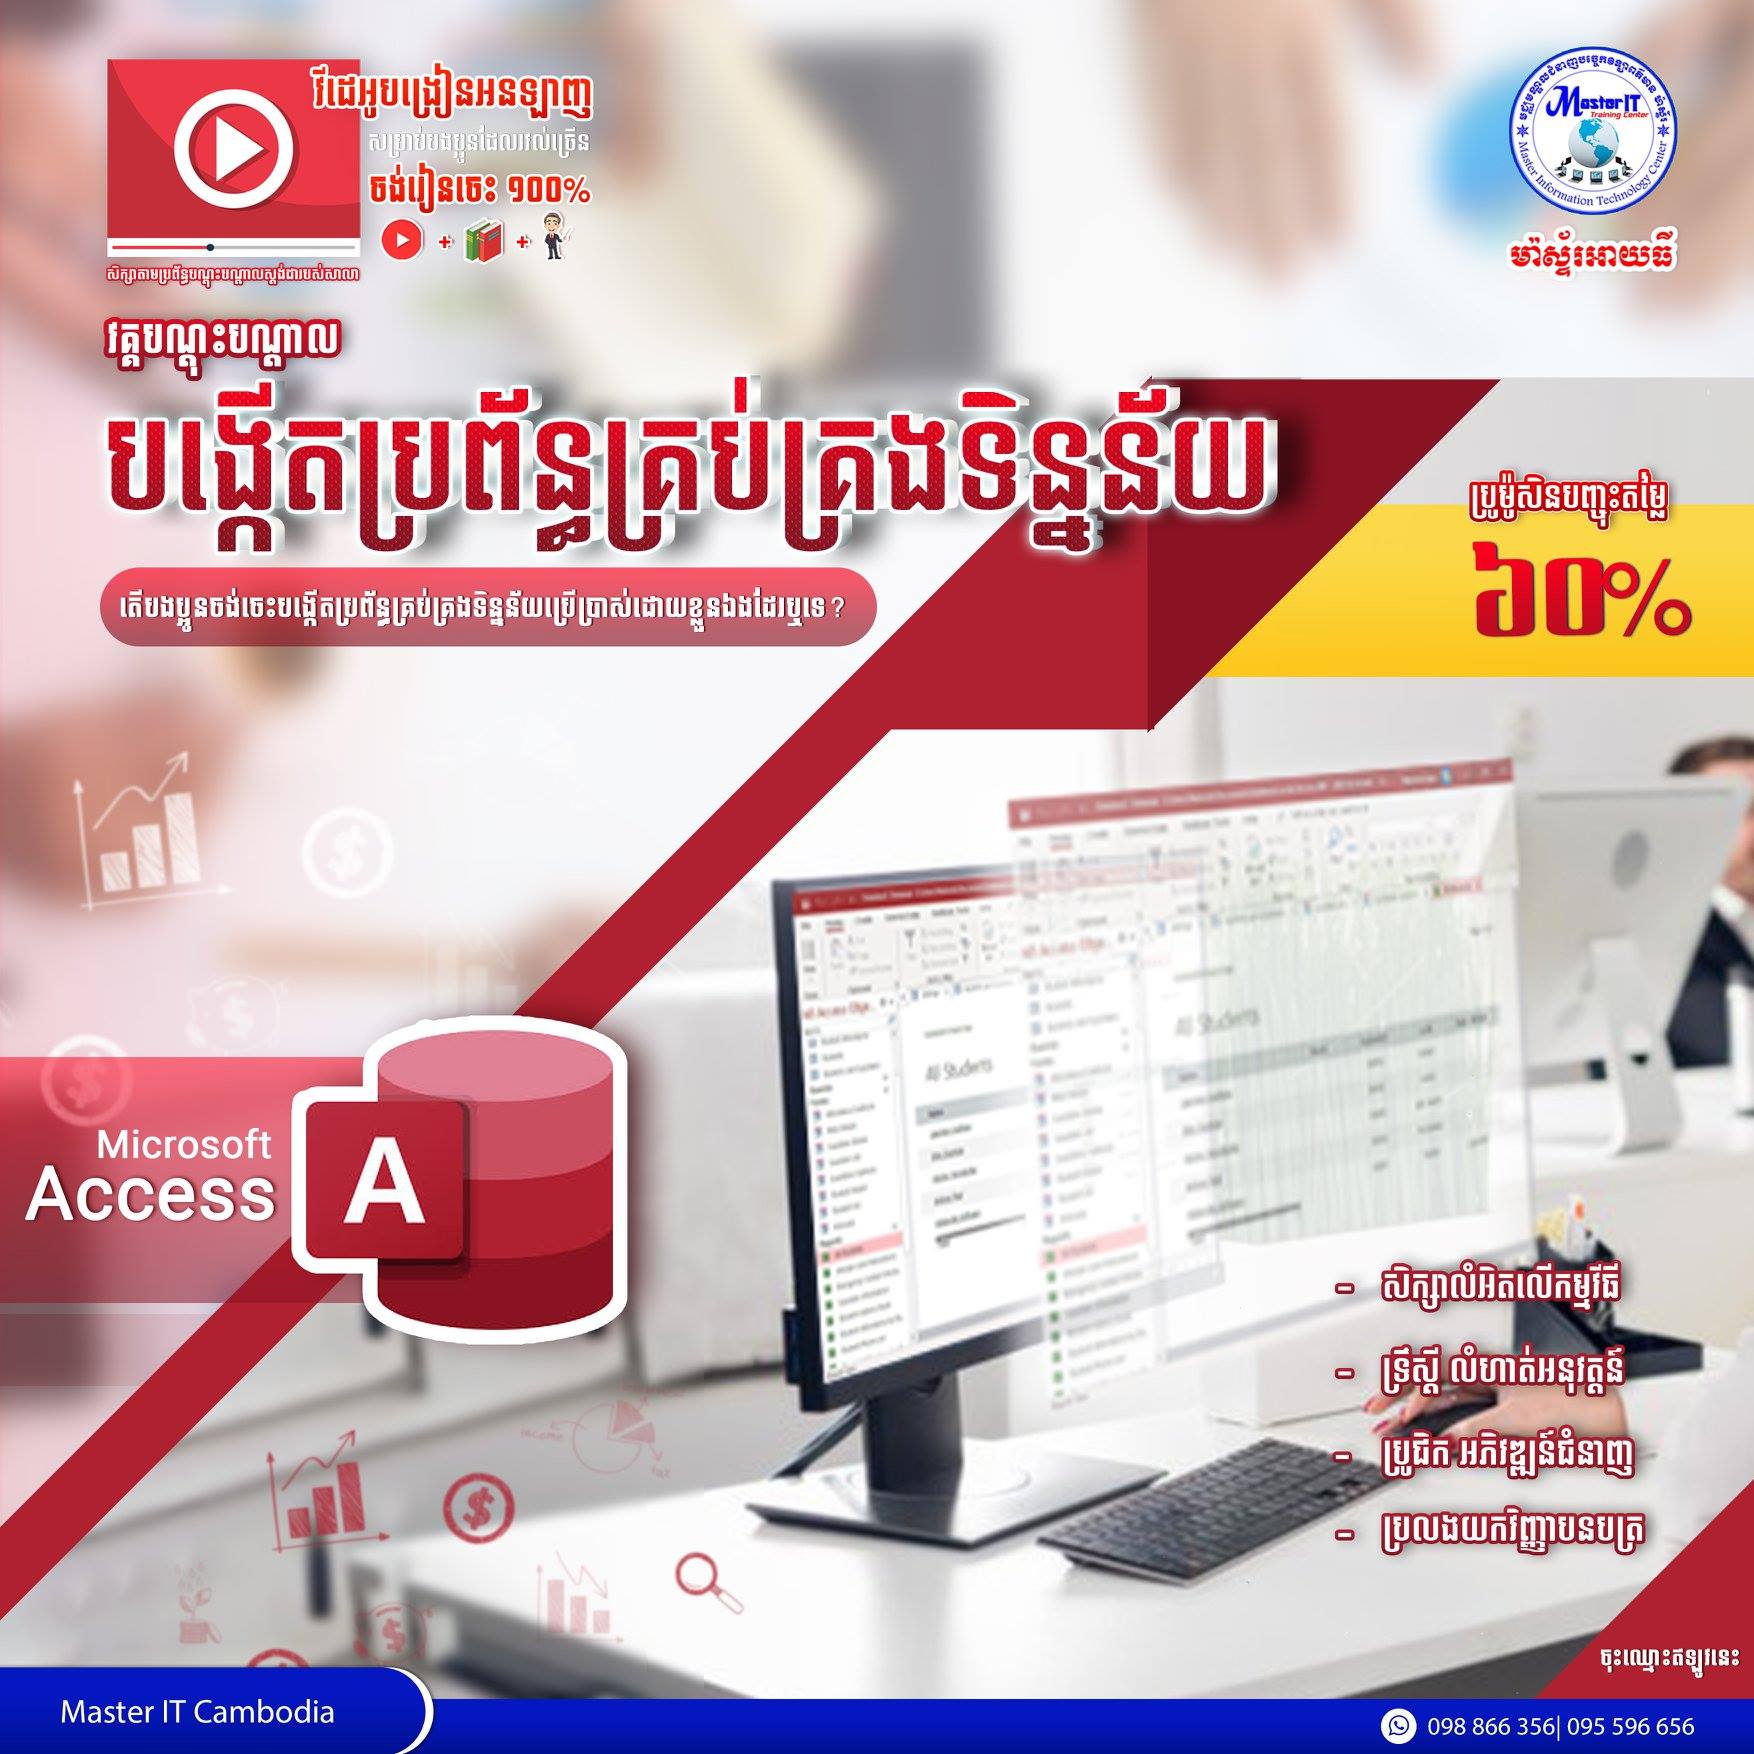 វីដេអូបង្រៀនអនឡាញ
សម្រាប់បងប្អូនដែលរវល់ច្រើន
ចង់រៀនចេះ ១០០%
សិក្សាតាមប្រព័ន្ធបណ្តុះបណ្តាលស្តង់ដារបស់សាលា
Master IT
Training Center
Master Information Technology Center
ម៉ាស្ទ័រអាយធី
វគ្គបណ្តុះបណ្តាល
បង្កើតប្រព័ន្ធគ្រប់គ្រងទិន្នន័យ
តើបងប្អូនចង់ចេះបង្កើតប្រព័ន្ធគ្រប់គ្រងទិន្នន័យប្រើប្រាស់ដោយខ្លួនឯងដែរឬទេ?
ប្រូម៉ូសិនបញ្ចុះតម្លៃ
៦០%
Microsoft
Access
All Students
All Students
income
tax
- សិក្សាលំអិតលើកម្មវីធី
- ទ្រឹស្តី លំហាត់អនុវត្តន៍
- ប្រូជិក អភិវឌ្ឍន៍ជំនាញ
- ប្រលងយកវិញ្ញាបនបត្រ
ចុះឈ្មោះឥឡូវនេះ
Master IT Cambodia
098 866 356| 095 596 656